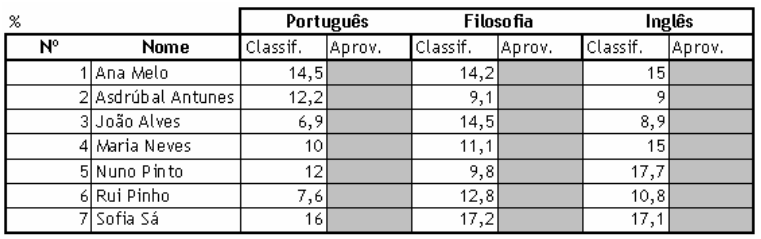 % Português Filosofia Inglês
Nº Nome Classif. Aprov. Classif. Aprov. Classif. Aprov.
1 Ana Melo 14,5 14,2 15
2 Asdrúbal Antunes 12,2 9,1 9
3 João Alves 6,9 14,5 8,9
4 Maria Neves 10 11,1 15
5 Nuno Pinto 12 9,8 17,7
6 Rui Pinho 7,6 12,8 10,8
7 Sofia Sá 16 17,2 17,1